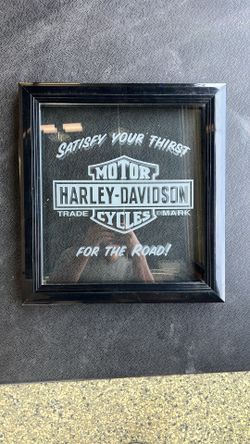 SATISFY YOUR THIRST
MOTOR
HARLEY-DAVIDSON
TRADE ® MARK
CYCLES
FOR THE ROAD!